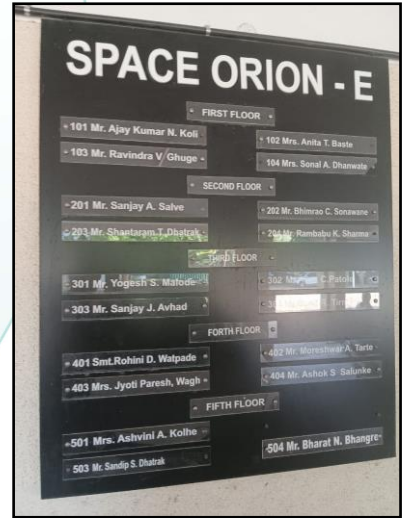 SPACE ORION - E
FIRST FLOOR
101 Mr. Ajay Kumar N. Koli
102 Mrs. Anita T. Baste
103 Mr. Ravindra V. Ghuge
104 Mrs. Sonal A. Dhanwate
SECOND FLOOR
201 Mr. Sanjay A. Salve
202 Mr. Bhimrao C. Sonawane
203 Mr. Shantaram T. Dhatrak
204 Mr. Rambabu K. Sharma
THIRD FLOOR
301 Mr. Yogesh S. Mafode
302 C. Patole
303 Mr. Sanjay J. Avhad
FORTH FLOOR
401 Smt.Rohini D. Watpade
402 Mr. Moreshwar A. Tarte
403 Mrs. Jyoti Paresh, Wagh
404 Mr. Ashok S Salunke
FIFTH FLOOR
501 Mrs. Ashvini A. Kolhe
503 Mr. Sandip S. Dhatrak
504 Mr. Bharat N. Bhangre